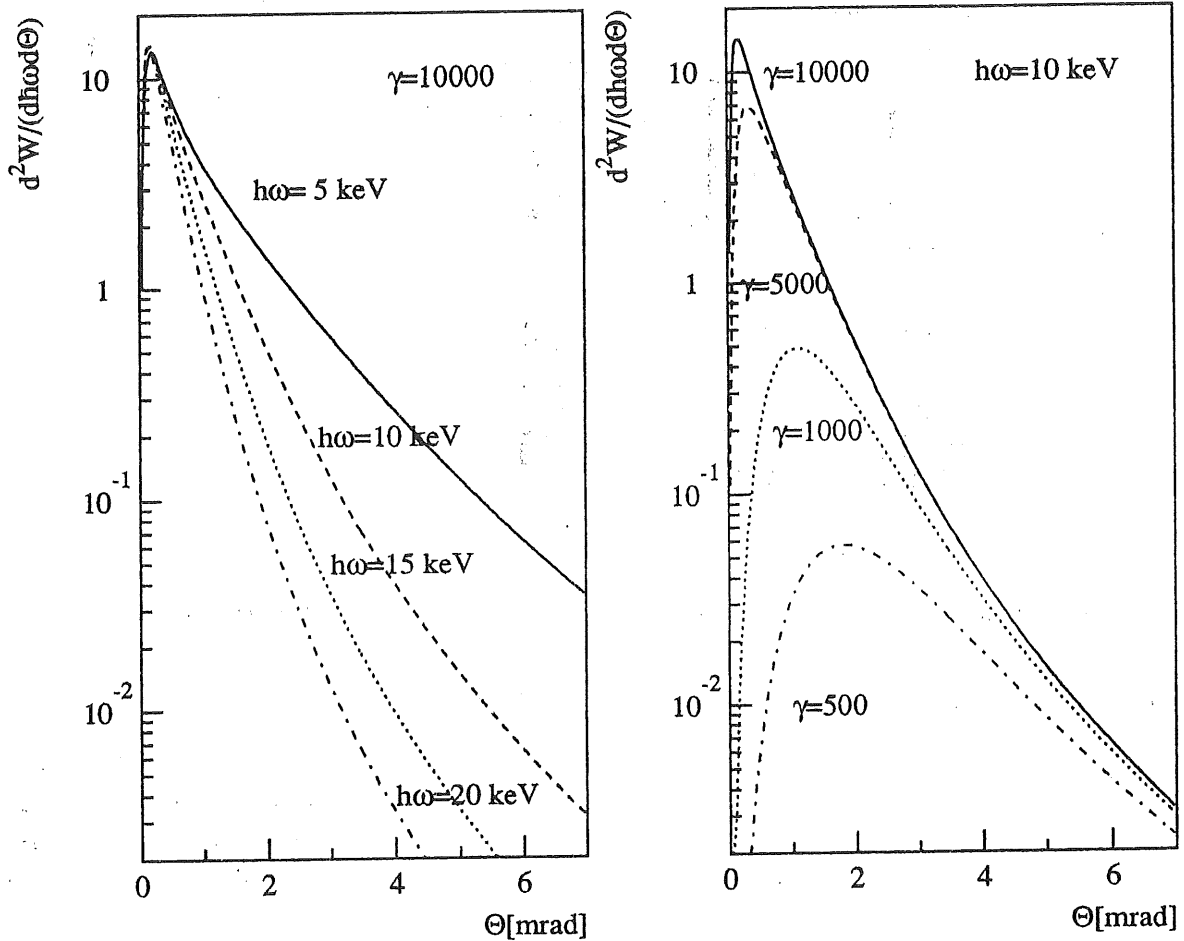 d²W/(dħωdΘ)
γ=10000
10
hω= 5 keV
1
hω=10 keV
10⁻¹
hω=15 keV
10⁻²
hω=20 keV
0 2 4 6
Θ[mrad]
d²W/(dħωdΘ)
γ=10000
hω=10 keV
10
1
γ=5000
γ=1000
10⁻¹
10⁻²
γ=500
0 2 4 6
Θ[mrad]